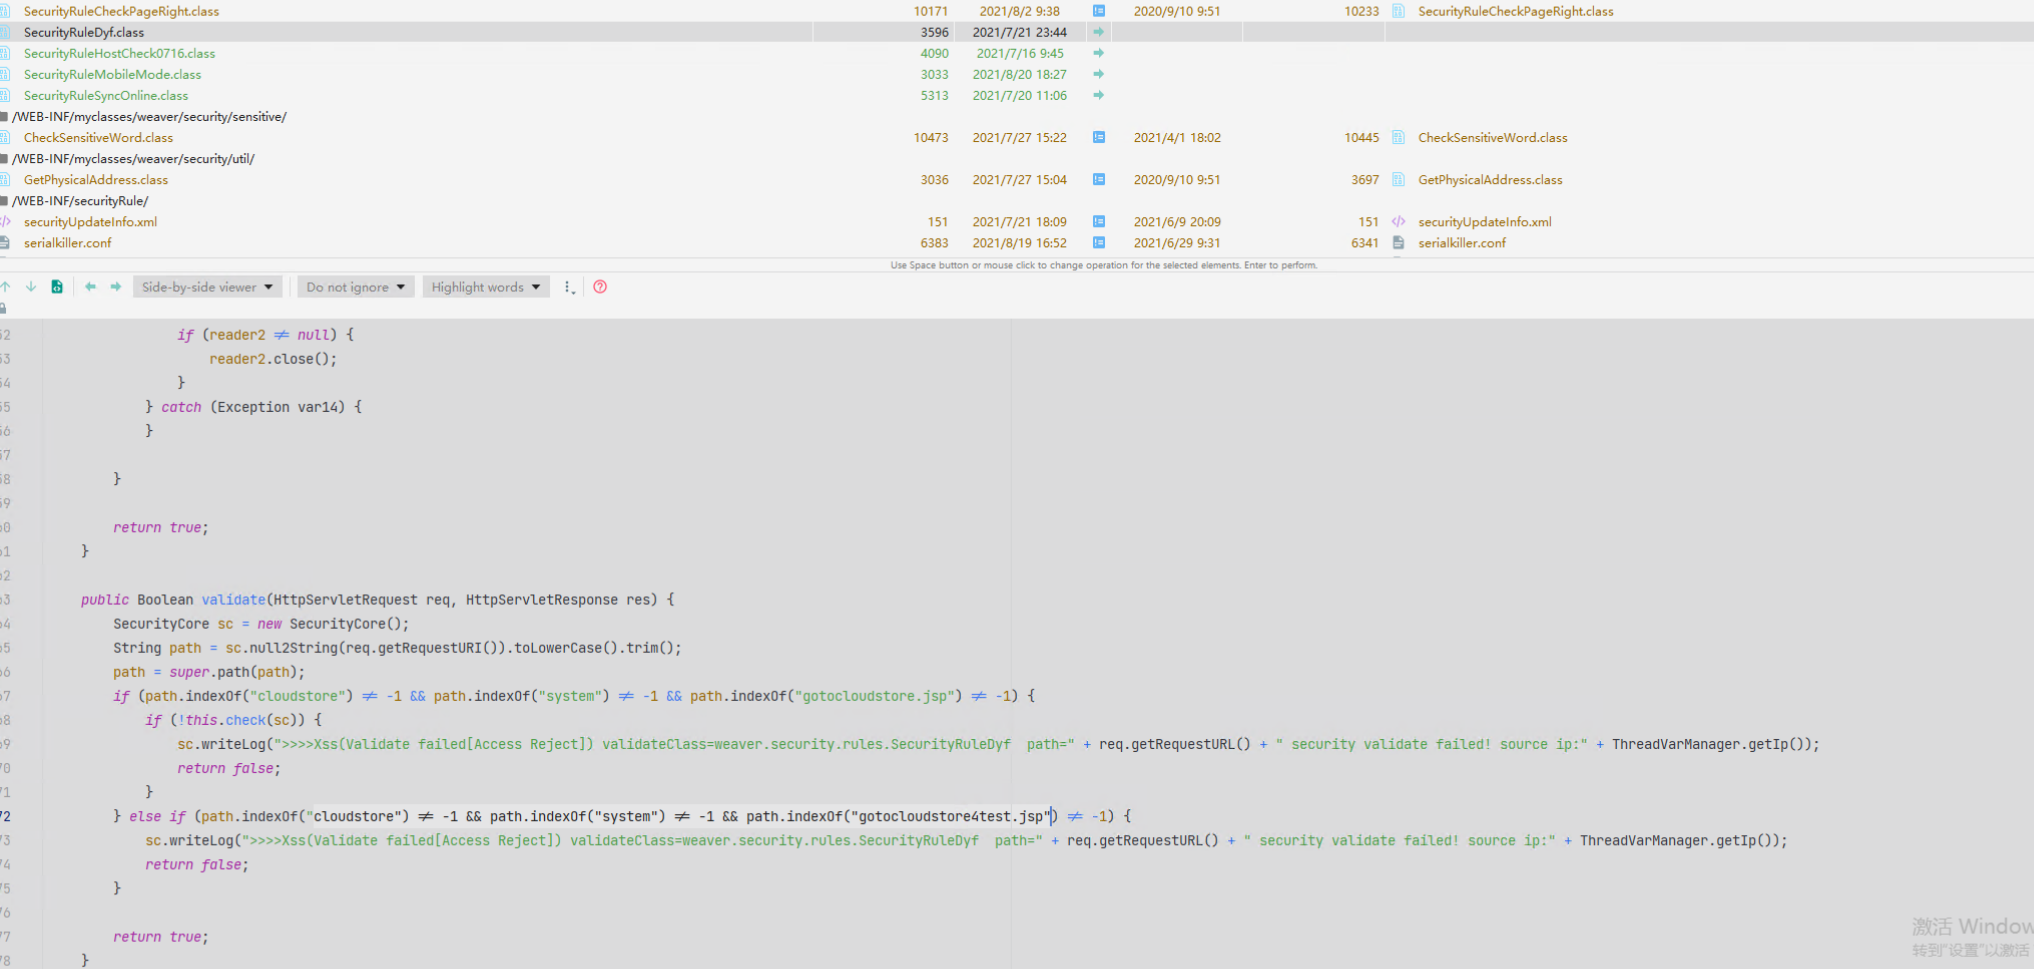 SecurityRuleCheckPageRight.class 10171 2021/8/2 9:38 2020/9/10 9:51 10233 SecurityRuleCheckPageRight.class
SecurityRuleDyf.class 3596 2021/7/21 23:44
SecurityRuleHostCheck0716.class 4090 2021/7/16 9:45
SecurityRuleMobileMode.class 3033 2021/8/20 18:27
SecurityRuleSyncOnline.class 5313 2021/7/20 11:06
/WEB-INF/myclasses/weaver/security/sensitive/
CheckSensitiveWord.class 10473 2021/7/27 15:22 2021/4/1 18:02 10445 CheckSensitiveWord.class
/WEB-INF/myclasses/weaver/security/util/
GetPhysicalAddress.class 3036 2021/7/27 15:04 2020/9/10 9:51 3697 GetPhysicalAddress.class
/WEB-INF/securityRule/
securityUpdateInfo.xml 151 2021/7/21 18:09 2021/6/9 20:09 151 securityUpdateInfo.xml
serialkiller.conf 6383 2021/8/19 16:52 2021/6/29 9:31 6341 serialkiller.conf
Use Space button or mouse click to change operation for the selected elements. Enter to perform.
Side-by-side viewer Do not ignore Highlight words
if (reader2 ≠ null) {
reader2.close();
}
} catch (Exception var14) {
}
}
return true;
}
public Boolean validate(HttpServletRequest req, HttpServletResponse res) {
SecurityCore sc = new SecurityCore();
String path = sc.null2String(req.getRequestURI()).toLowerCase().trim();
path = super.path(path);
if (path.indexOf("cloudstore") ≠ -1 && path.indexOf("system") ≠ -1 && path.indexOf("gotocloudstore.jsp") ≠ -1) {
if (!this.check(sc)) {
sc.writeLog(">>>>Xss(Validate failed[Access Reject]) validateClass=weaver.security.rules.SecurityRuleDyf  path=" + req.getRequestURL() + " security validate failed! source ip:" + ThreadVarManager.getIp());
return false;
}
} else if (path.indexOf("cloudstore") ≠ -1 && path.indexOf("system") ≠ -1 && path.indexOf("gotocloudstore4test.jsp") ≠ -1) {
sc.writeLog(">>>>Xss(Validate failed[Access Reject]) validateClass=weaver.security.rules.SecurityRuleDyf  path=" + req.getRequestURL() + " security validate failed! source ip:" + ThreadVarManager.getIp());
return false;
}
return true;
}
激活 Window
转到"设置"以激活